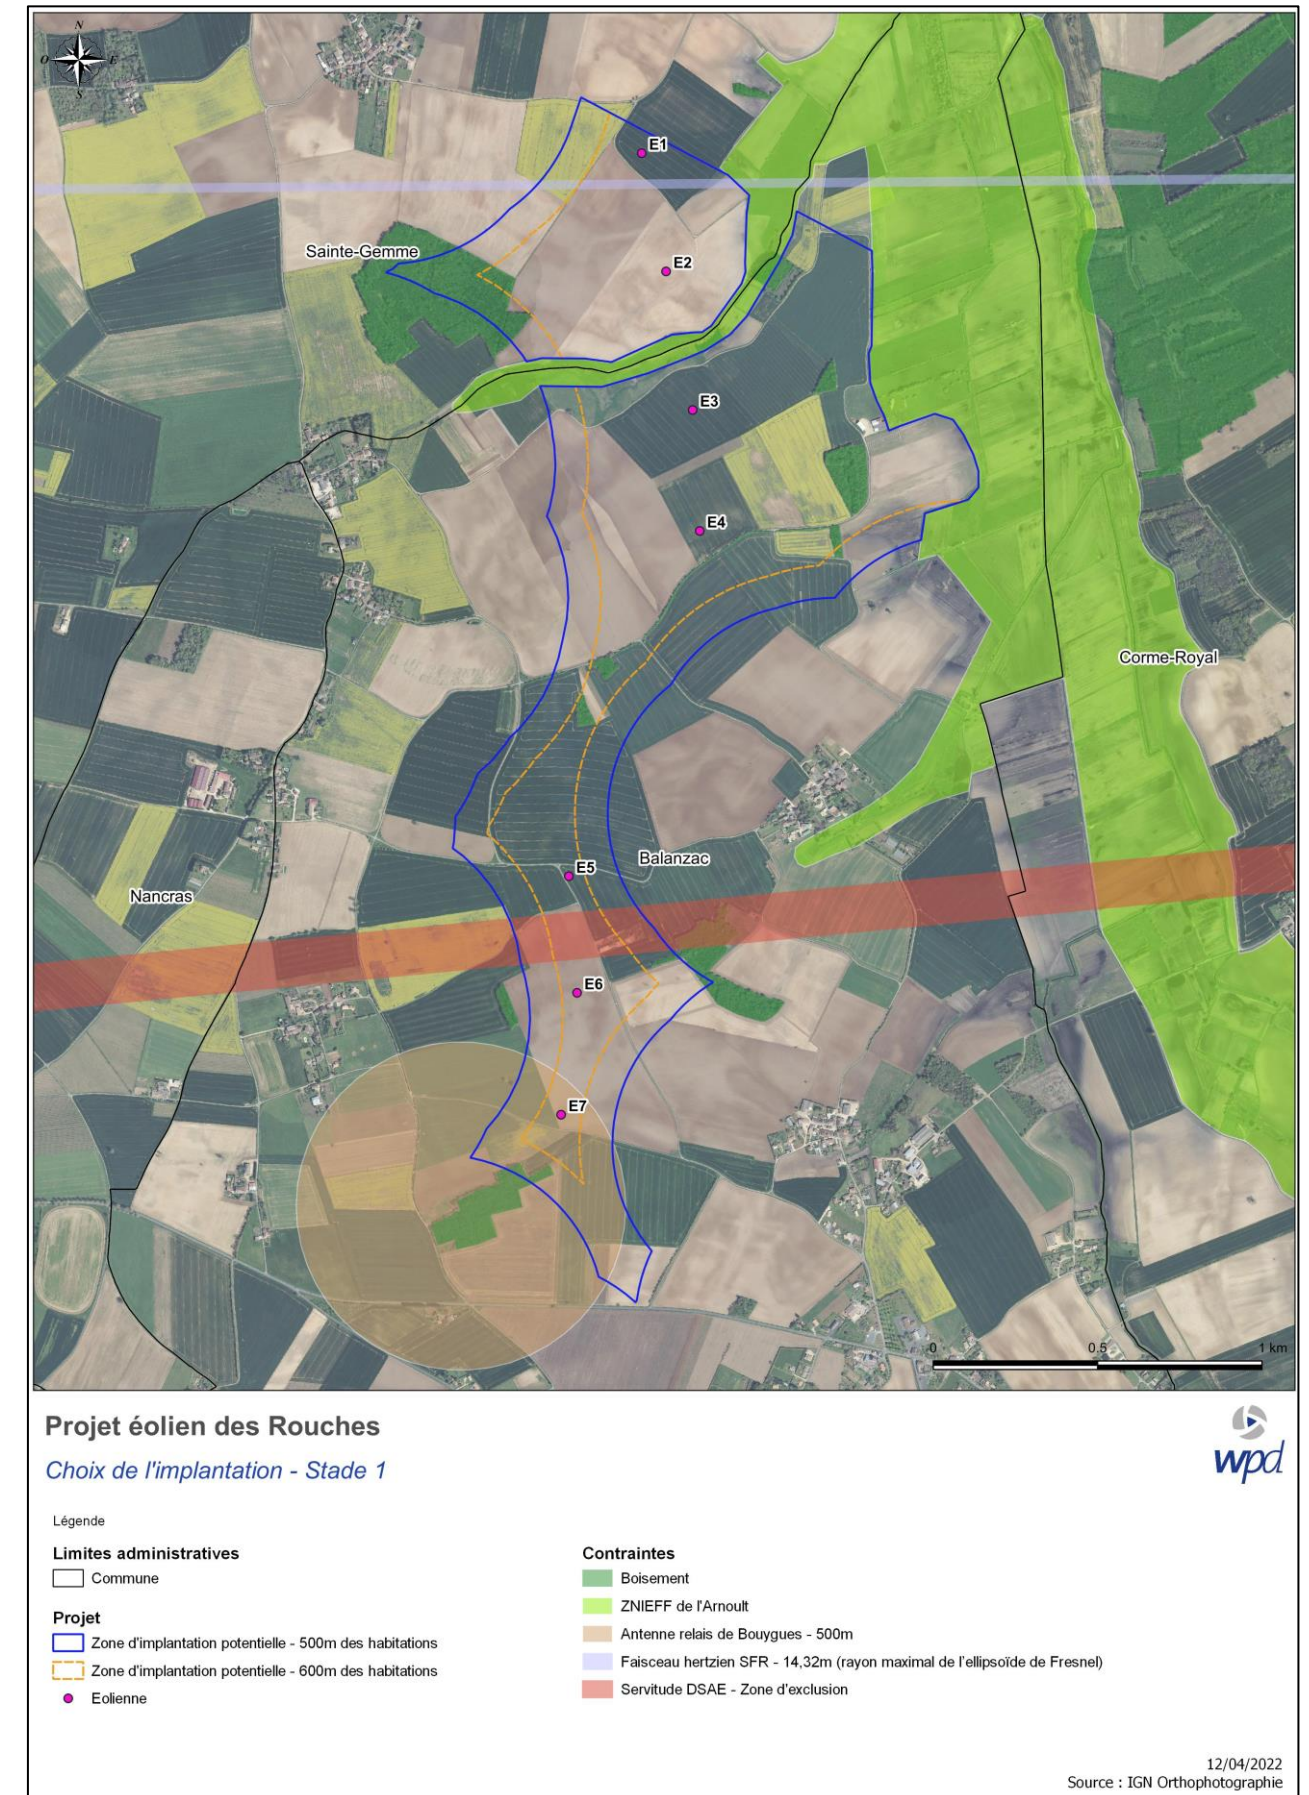 N
O
E
S
E1
Sainte-Gemme
E2
E3
E4
Corme-Royal
Balanzac
E5
Nancras
E6
E7
0
0.5
1 km
Projet éolien des Rouches
Choix de l'implantation - Stade 1
wpd
Légende
Limites administratives
Commune
Projet
Zone d'implantation potentielle - 500m des habitations
Zone d'implantation potentielle - 600m des habitations
Eolienne
Contraintes
Boisement
ZNIEFF de l'Arnoult
Antenne relais de Bouygues - 500m
Faisceau hertzien SFR - 14,32m (rayon maximal de l'ellipsoïde de Fresnel)
Servitude DSAE - Zone d'exclusion
12/04/2022
Source : IGN Orthophotographie